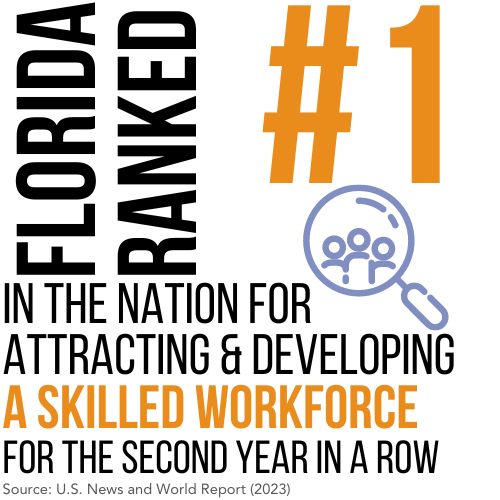 FLORIDA
RANKED
#1
IN THE NATION FOR
ATTRACTING & DEVELOPING
A SKILLED WORKFORCE
FOR THE SECOND YEAR IN A ROW
Source: U.S. News and World Report (2023)